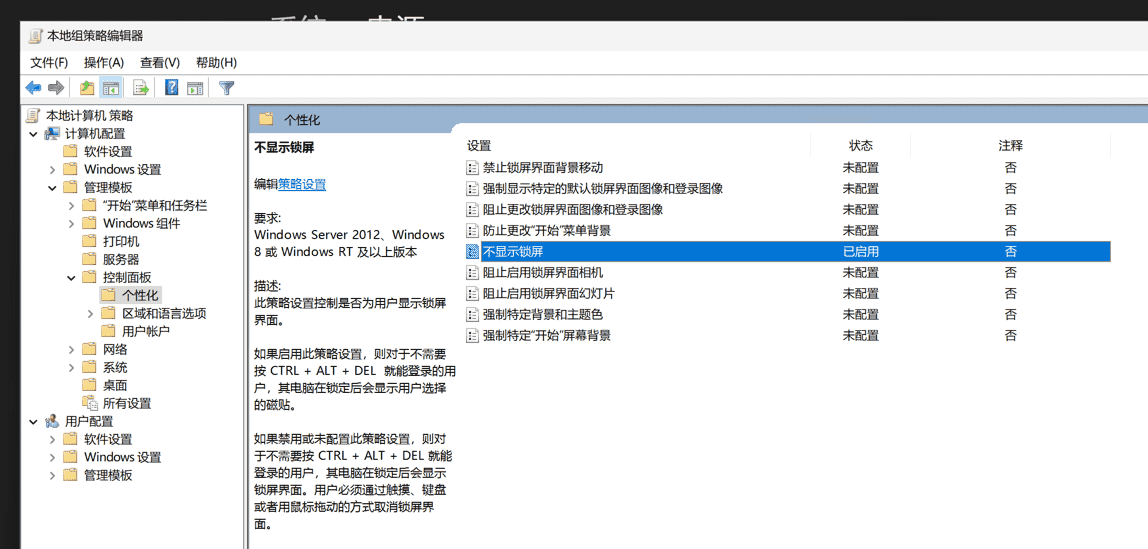 系统
电源
本地组策略编辑器
文件(F) 操作(A) 查看(V) 帮助(H)
本地计算机 策略
计算机配置
软件设置
Windows 设置
管理模板
“开始”菜单和任务栏
Windows 组件
打印机
服务器
控制面板
个性化
区域和语言选项
用户帐户
网络
系统
桌面
所有设置
用户配置
软件设置
Windows 设置
管理模板
个性化
不显示锁屏
编辑策略设置
要求:
Windows Server 2012、Windows
8 或 Windows RT 及以上版本
描述:
此策略设置控制是否为用户显示锁屏
界面。
如果启用此策略设置，则对于不需要
按 CTRL + ALT + DEL 就能登录的用
户，其电脑在锁定后会显示用户选择
的磁贴。
如果禁用或未配置此策略设置，则对
于不需要按 CTRL + ALT + DEL 就能
登录的用户，其电脑在锁定后会显示
锁屏界面。用户必须通过触摸、键盘
或者用鼠标拖动的方式取消锁屏界
面。
设置 状态 注释
禁止锁屏界面背景移动 未配置 否
强制显示特定的默认锁屏界面图像和登录图像 未配置 否
阻止更改锁屏界面图像和登录图像 未配置 否
防止更改“开始”菜单背景 未配置 否
不显示锁屏 已启用 否
阻止启用锁屏界面相机 未配置 否
阻止启用锁屏界面幻灯片 未配置 否
强制特定背景和主题色 未配置 否
强制特定“开始”屏幕背景 未配置 否